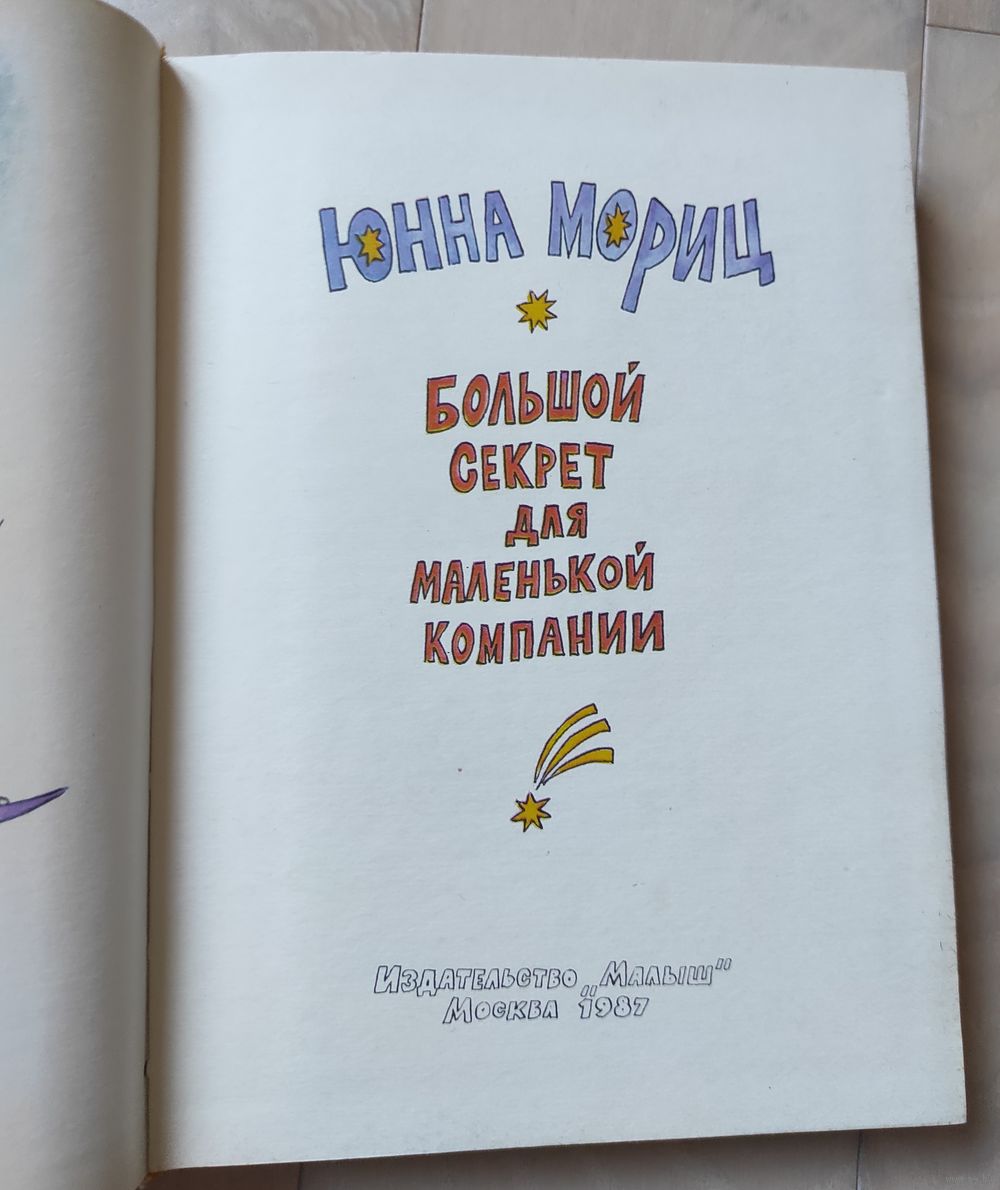 ЮННА МОРИЦ
БОЛЬШОЙ
СЕКРЕТ
ДЛЯ
МАЛЕНЬКОЙ
КОМПАНИИ
ИЗДАТЕЛЬСТВО „МАЛЫШ"
МОСКВА 1987